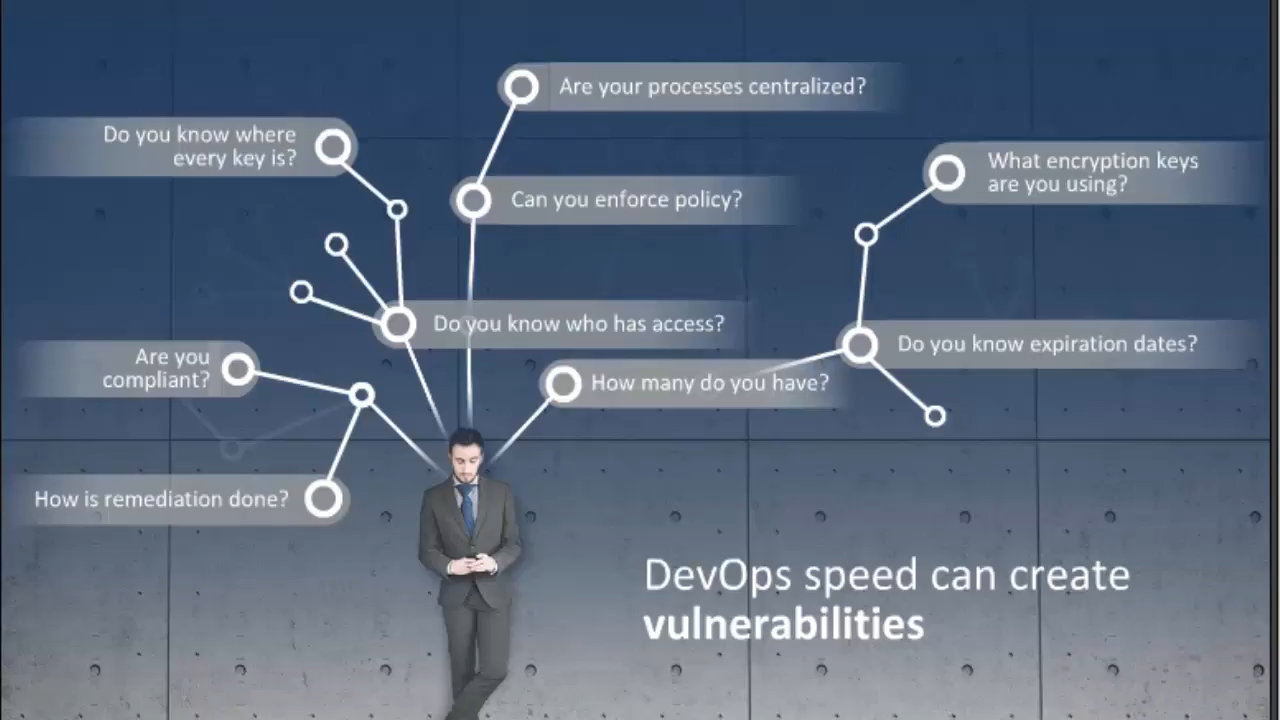 Are your processes centralized?
Do you know where
every key is?
What encryption keys
are you using?
Can you enforce policy?
Do you know who has access?
Do you know expiration dates?
Are you
compliant?
How many do you have?
How is remediation done?
DevOps speed can create
vulnerabilities